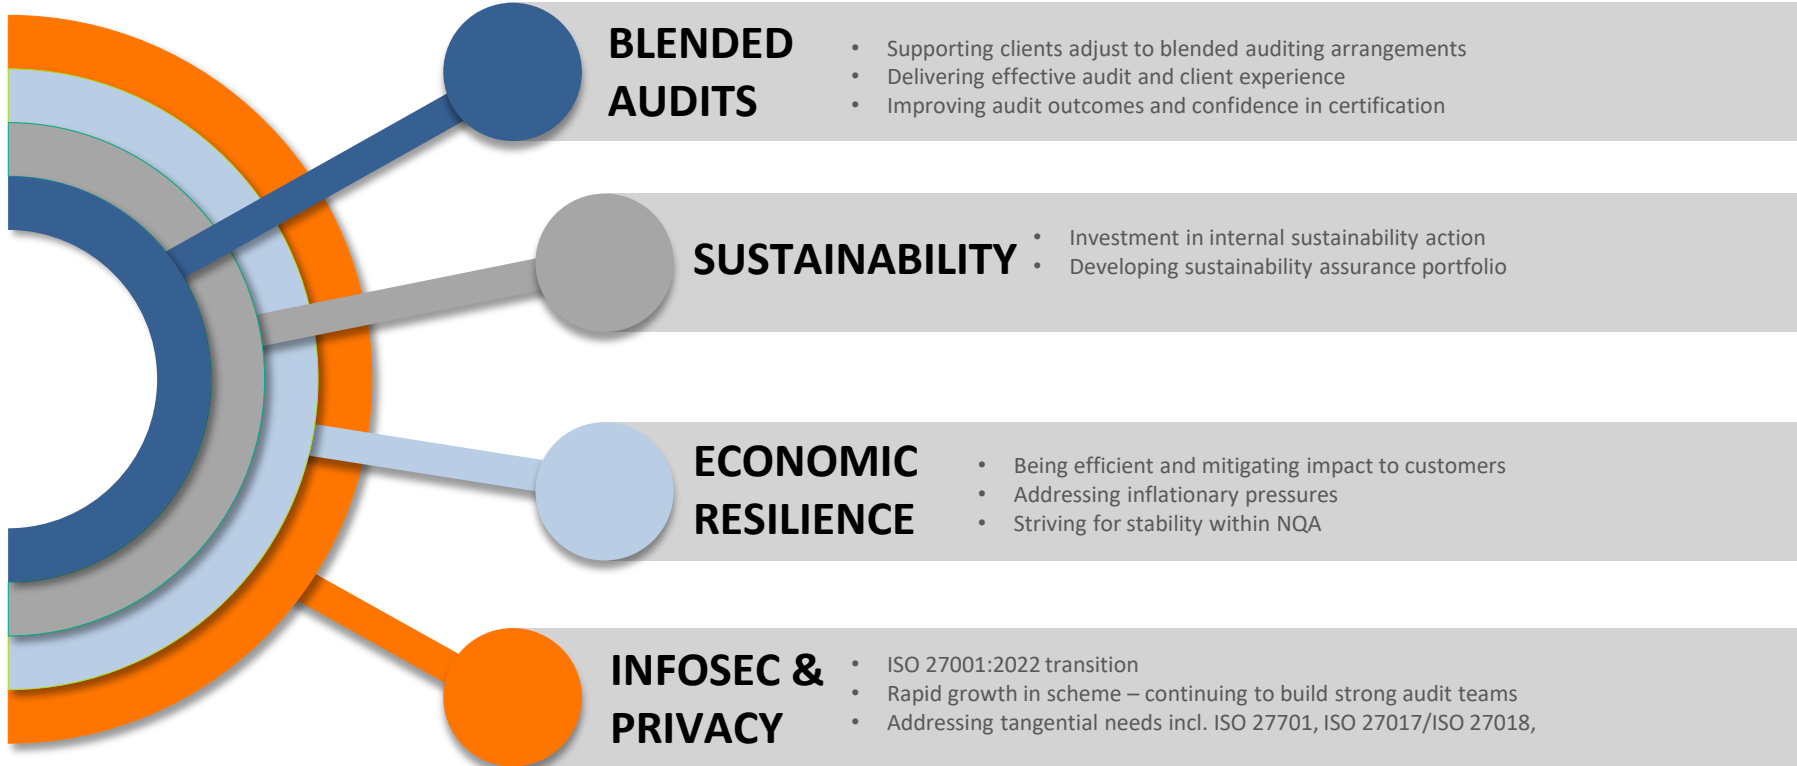 BLENDED
AUDITS
• Supporting clients adjust to blended auditing arrangements
• Delivering effective audit and client experience
• Improving audit outcomes and confidence in certification
SUSTAINABILITY
• Investment in internal sustainability action
• Developing sustainability assurance portfolio
ECONOMIC
RESILIENCE
• Being efficient and mitigating impact to customers
• Addressing inflationary pressures
• Striving for stability within NQA
INFOSEC &
PRIVACY
• ISO 27001:2022 transition
• Rapid growth in scheme – continuing to build strong audit teams
• Addressing tangential needs incl. ISO 27701, ISO 27017/ISO 27018,